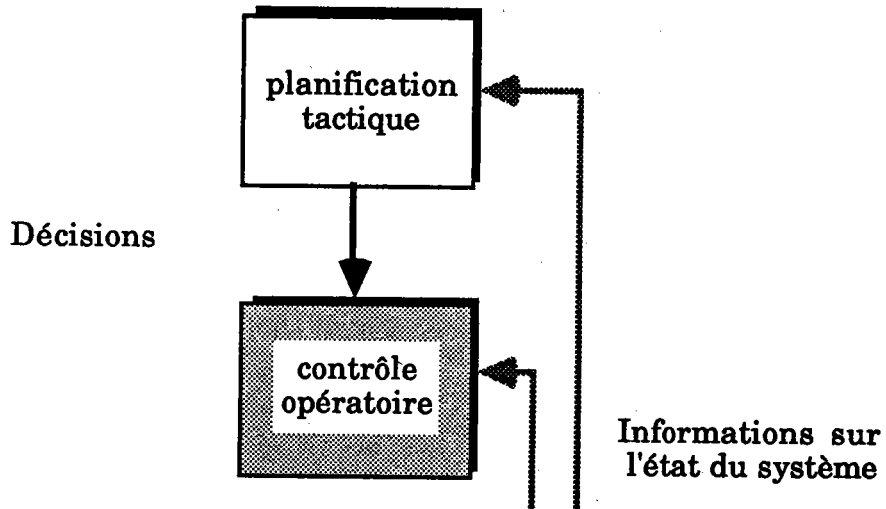 planification
tactique
Décisions
contrôle
opératoire
Informations sur
l'état du système